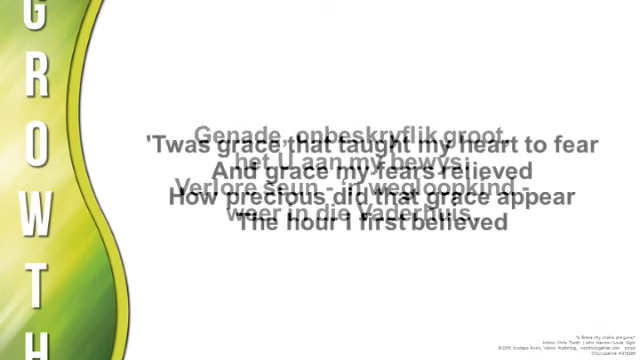 GROWTH
Genade, onbeskryflik groot,
het U aan my bewys:
Verlore seun - in wegloopkind -
weer in die Vaderhuis.
'Twas grace that taught my heart to fear
And grace my fears relieved
How precious did that grace appear
The hour I first believed